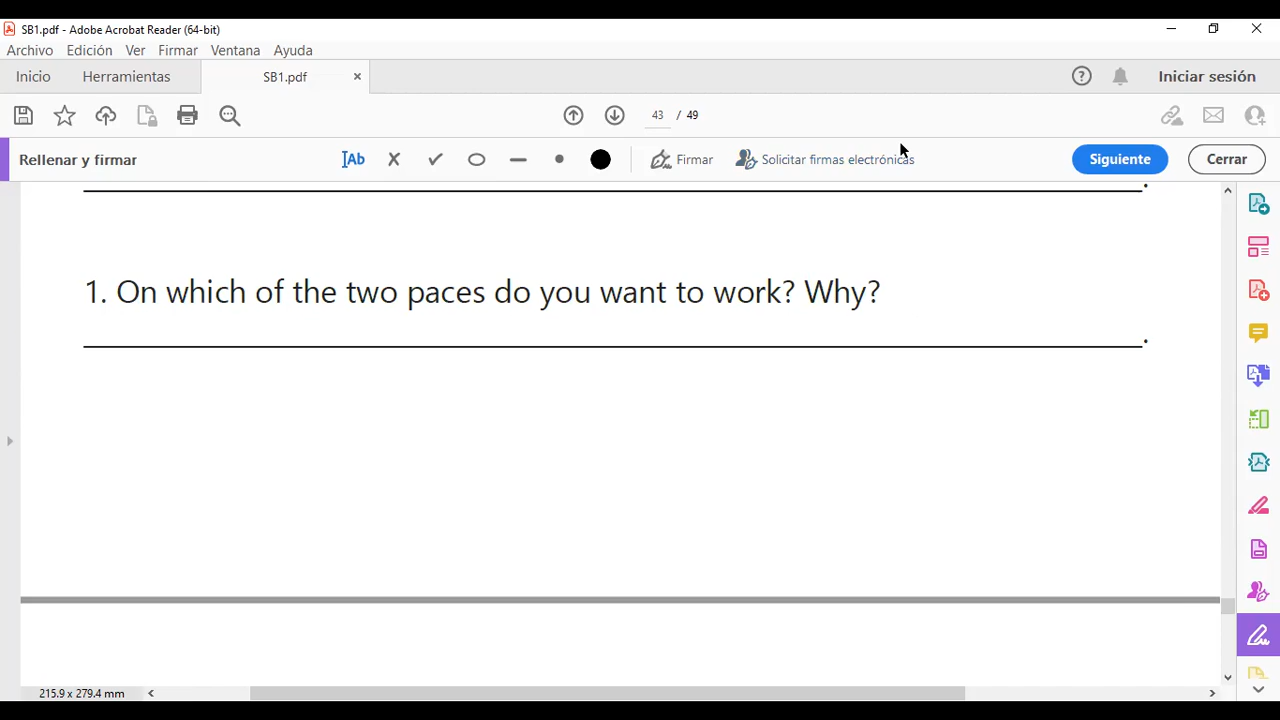 SB1.pdf - Adobe Acrobat Reader (64-bit)
Archivo Edición Ver Firmar Ventana Ayuda
Inicio Herramientas SB1.pdf Iniciar sesión
43 / 49
Rellenar y firmar Ab Firmar Solicitar firmas electrónicas Siguiente Cerrar
1. On which of the two paces do you want to work? Why?
215.9 x 279.4 mm